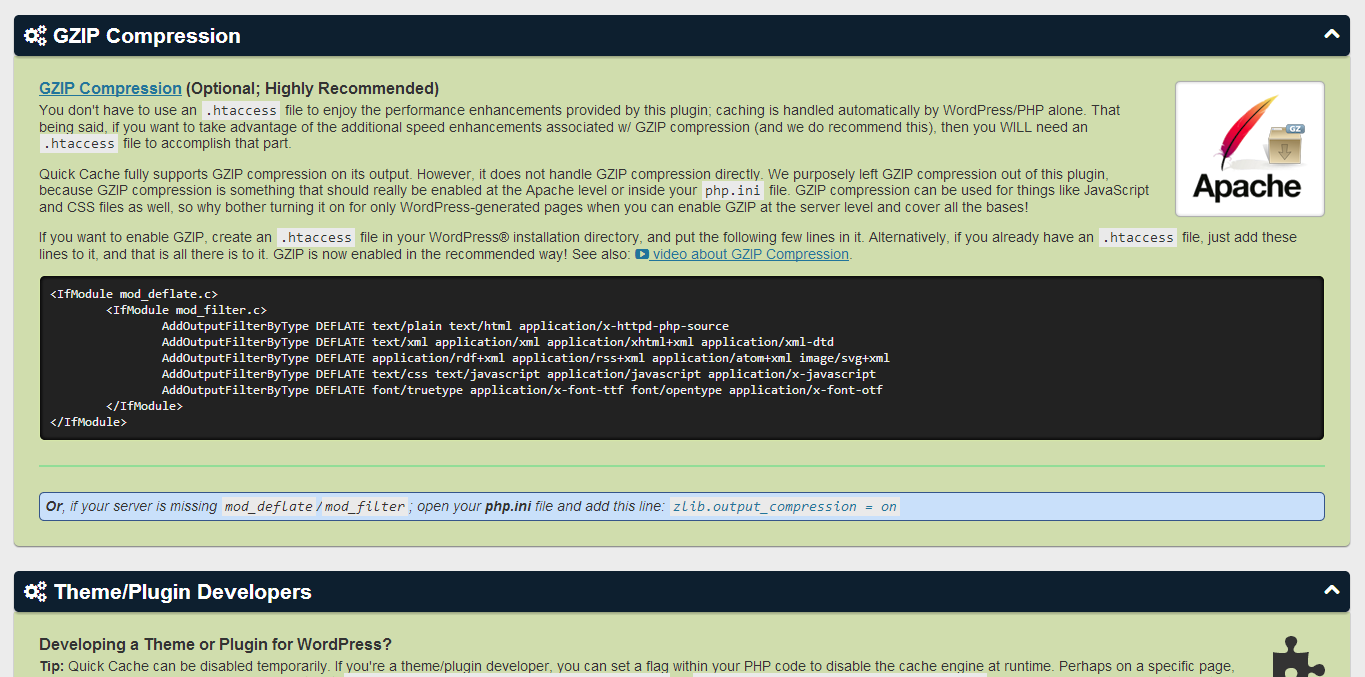 GZIP Compression
GZIP Compression (Optional; Highly Recommended)
You don't have to use an .htaccess file to enjoy the performance enhancements provided by this plugin; caching is handled automatically by WordPress/PHP alone. That
being said, if you want to take advantage of the additional speed enhancements associated w/ GZIP compression (and we do recommend this), then you WILL need an
.htaccess file to accomplish that part.
GZ
Apache
Quick Cache fully supports GZIP compression on its output. However, it does not handle GZIP compression directly. We purposely left GZIP compression out of this plugin,
because GZIP compression is something that should really be enabled at the Apache level or inside your php.ini file. GZIP compression can be used for things like JavaScript
and CSS files as well, so why bother turning it on for only WordPress-generated pages when you can enable GZIP at the server level and cover all the bases!
If you want to enable GZIP, create an .htaccess file in your WordPress® installation directory, and put the following few lines in it. Alternatively, if you already have an .htaccess file, just add these
lines to it, and that is all there is to it. GZIP is now enabled in the recommended way! See also: video about GZIP Compression.
<IfModule mod_deflate.c>
<IfModule mod_filter.c>
AddOutputFilterByType DEFLATE text/plain text/html application/x-httpd-php-source
AddOutputFilterByType DEFLATE text/xml application/xml application/xhtml+xml application/xml-dtd
AddOutputFilterByType DEFLATE application/rdf+xml application/rss+xml application/atom+xml image/svg+xml
AddOutputFilterByType DEFLATE text/css text/javascript application/javascript application/x-javascript
AddOutputFilterByType DEFLATE font/truetype application/x-font-ttf font/opentype application/x-font-otf
</IfModule>
</IfModule>
Or, if your server is missing mod_deflate/mod_filter; open your php.ini file and add this line: zlib.output_compression = on
Theme/Plugin Developers
Developing a Theme or Plugin for WordPress?
Tip: Quick Cache can be disabled temporarily. If you're a theme/plugin developer, you can set a flag within your PHP code to disable the cache engine at runtime. Perhaps on a specific page,